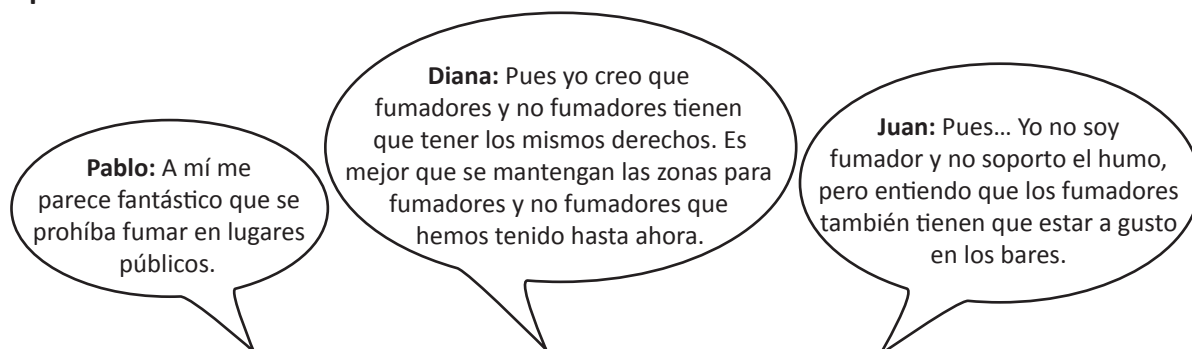 Pablo: A mí me
parece fantástico que se
prohíba fumar en lugares
públicos.
Diana: Pues yo creo que
fumadores y no fumadores tienen
que tener los mismos derechos. Es
mejor que se mantengan las zonas para
fumadores y no fumadores que
hemos tenido hasta ahora.
Juan: Pues... Yo no soy
fumador y no soporto el humo,
pero entiendo que los fumadores
también tienen que estar a gusto
en los bares.